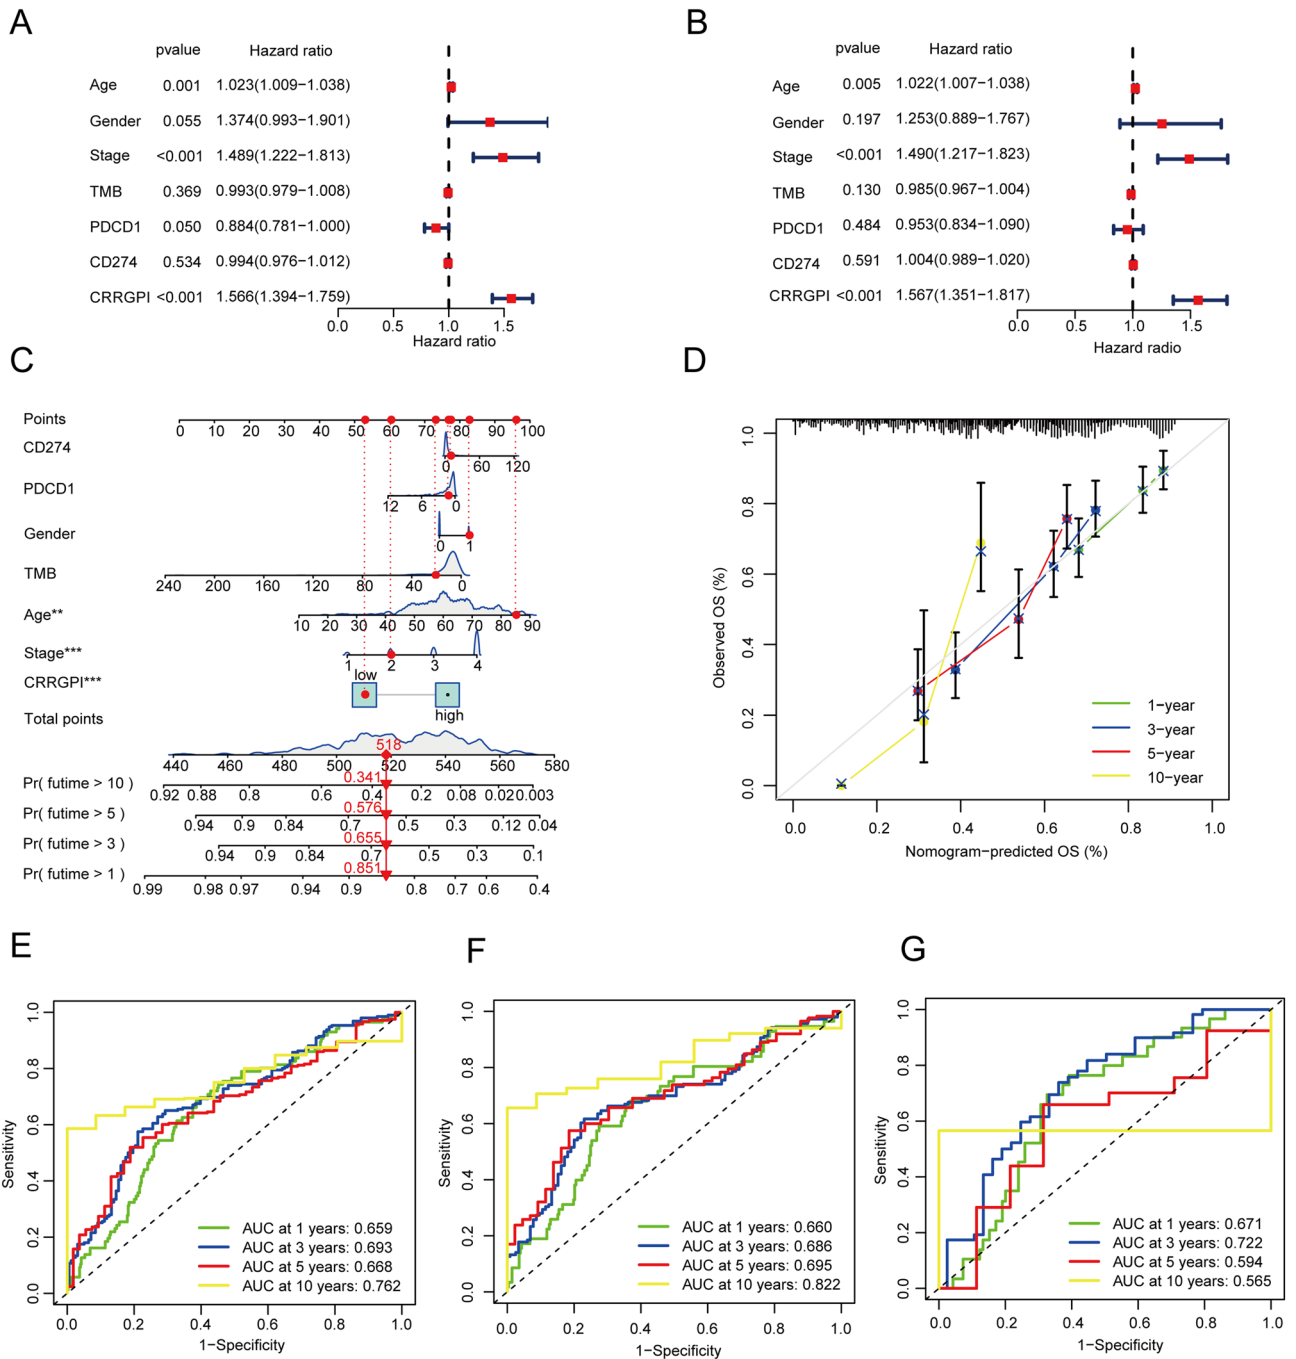 A
pvalue Hazard ratio
Age 0.001 1.023(1.009−1.038)
Gender 0.055 1.374(0.993−1.901)
Stage <0.001 1.489(1.222−1.813)
TMB 0.369 0.993(0.979−1.008)
PDCD1 0.050 0.884(0.781−1.000)
CD274 0.534 0.994(0.976−1.012)
CRRGPI <0.001 1.566(1.394−1.759)
0.0 0.5 1.0 1.5
Hazard ratio
B
pvalue Hazard ratio
Age 0.005 1.022(1.007−1.038)
Gender 0.197 1.253(0.889−1.767)
Stage <0.001 1.490(1.217−1.823)
TMB 0.130 0.985(0.967−1.004)
PDCD1 0.484 0.953(0.834−1.090)
CD274 0.591 1.004(0.989−1.020)
CRRGPI <0.001 1.567(1.351−1.817)
0.0 0.5 1.0 1.5
Hazard radio
C
Points
0 10 20 30 40 50 60 70 80 90 100
CD274
0 60 120
PDCD1
12 6 0
Gender
0 1
TMB
240 200 160 120 80 40 0
Age**
10 20 30 40 50 60 70 80 90
Stage***
1 2 3 4
CRRGPI***
low
high
Total points
518
440 460 480 500 520 540 560 580
Pr( futime > 10 ) 0.341
0.92 0.88 0.8 0.6 0.4 0.2 0.08 0.02 0.003
Pr( futime > 5 ) 0.576
0.94 0.9 0.84 0.7 0.5 0.3 0.12 0.04
Pr( futime > 3 ) 0.655
0.94 0.9 0.84 0.7 0.5 0.3 0.1
Pr( futime > 1 ) 0.851
0.99 0.98 0.97 0.94 0.9 0.8 0.7 0.6 0.4
D
Observed OS (%)
1.0
0.8
0.6
0.4
0.2
0.0
1−year
3−year
5−year
10−year
0.0 0.2 0.4 0.6 0.8 1.0
Nomogram−predicted OS (%)
E
Sensitivity
1.0
0.8
0.6
0.4
0.2
0.0
AUC at 1 years: 0.659
AUC at 3 years: 0.693
AUC at 5 years: 0.668
AUC at 10 years: 0.762
0.0 0.2 0.4 0.6 0.8 1.0
1−Specificity
F
Sensitivity
1.0
0.8
0.6
0.4
0.2
0.0
AUC at 1 years: 0.660
AUC at 3 years: 0.686
AUC at 5 years: 0.695
AUC at 10 years: 0.822
0.0 0.2 0.4 0.6 0.8 1.0
1−Specificity
G
Sensitivity
1.0
0.8
0.6
0.4
0.2
0.0
AUC at 1 years: 0.671
AUC at 3 years: 0.722
AUC at 5 years: 0.594
AUC at 10 years: 0.565
0.0 0.2 0.4 0.6 0.8 1.0
1−Specificity